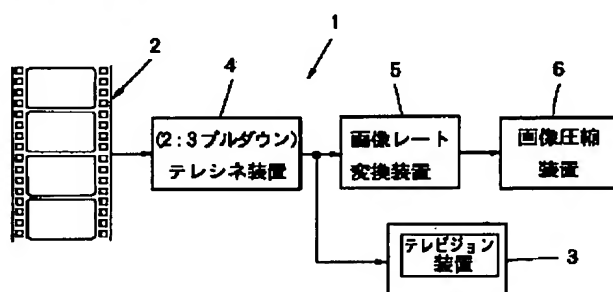 1
2
4
5
6
(2:3プルダウン)
テレシネ装置
画像レート
変換装置
画像圧縮
装置
テレビジョン
装置
3